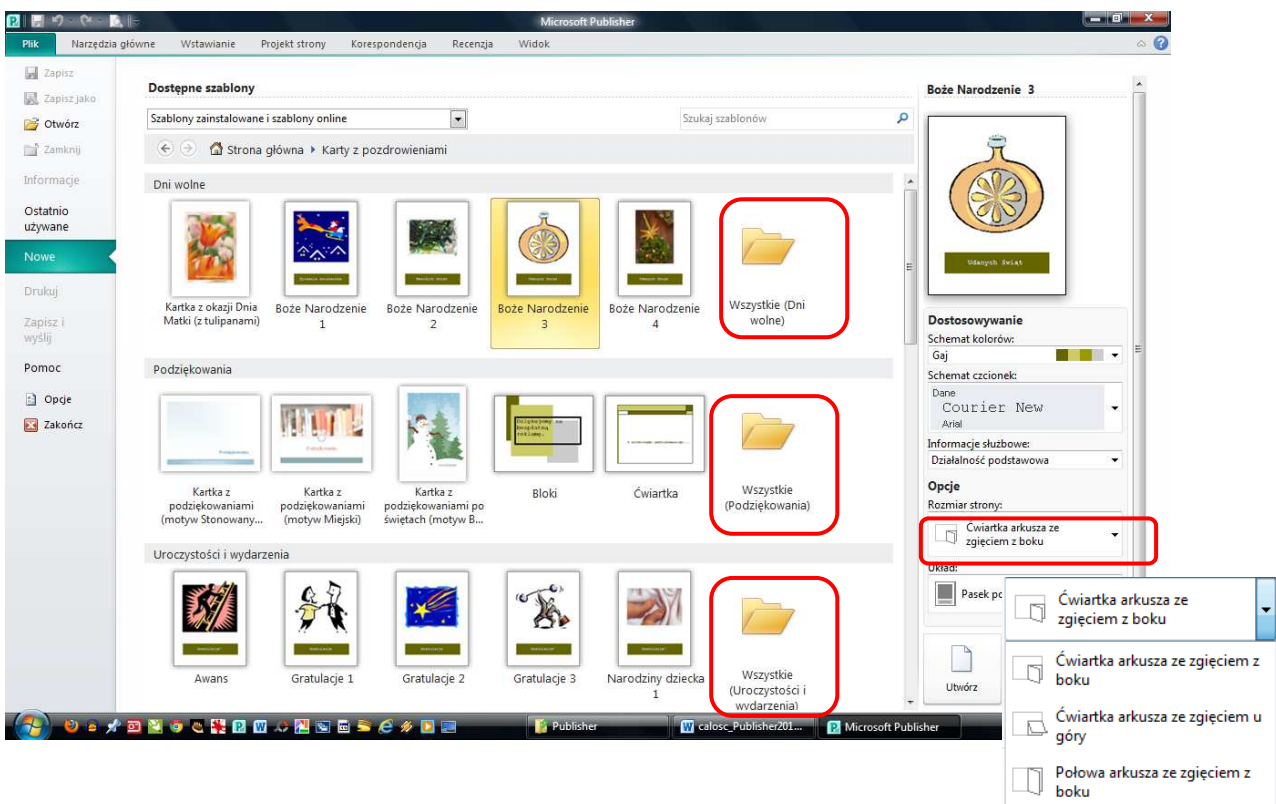 Microsoft Publisher
Plik Narzędzia główne Wstawianie Projekt strony Korespondencja Recenzja Widok
Zapisz
Zapisz jako
Otwórz
Zamknij
Informacje
Ostatnio
używane
Nowe
Drukuj
Zapisz i
wyślij
Pomoc
Opcje
Zakończ
Dostępne szablony
Szablony zainstalowane i szablony online
Szukaj szablonów
Strona główna Karty z pozdrowieniami
Dni wolne
Kartka z okazji Dnia
Matki (z tulipanami)
Boże Narodzenie
1
Boże Narodzenie
2
Boże Narodzenie
3
Boże Narodzenie
4
Wszystkie (Dni
wolne)
Podziękowania
Dziękujemy za
bezpłatną
reklamę.
Kartka z
podziękowaniami
(motyw Stonowany...
Kartka z
podziękowaniami
(motyw Miejski)
Kartka z
podziękowaniami po
świętach (motyw B...
Bloki
Ćwiartka
Wszystkie
(Podziękowania)
Uroczystości i wydarzenia
Awans
Gratulacje 1
Gratulacje 2
Gratulacje 3
Narodziny dziecka
1
Wszystkie
(Uroczystości i
wydarzenia)
Boże Narodzenie 3
Udanych Świąt
Dostosowywanie
Schemat kolorów:
Gaj
Schemat czcionek:
Dane
Courier New
Arial
Informacje służbowe:
Działalność podstawowa
Opcje
Rozmiar strony:
Ćwiartka arkusza ze
zgięciem z boku
Układ:
Pasek po
Utwórz
Ćwiartka arkusza ze
zgięciem z boku
Ćwiartka arkusza ze zgięciem z
boku
Ćwiartka arkusza ze zgięciem u
góry
Połowa arkusza ze zgięciem z
boku
Publisher
calosc_Publisher201...
Microsoft Publisher